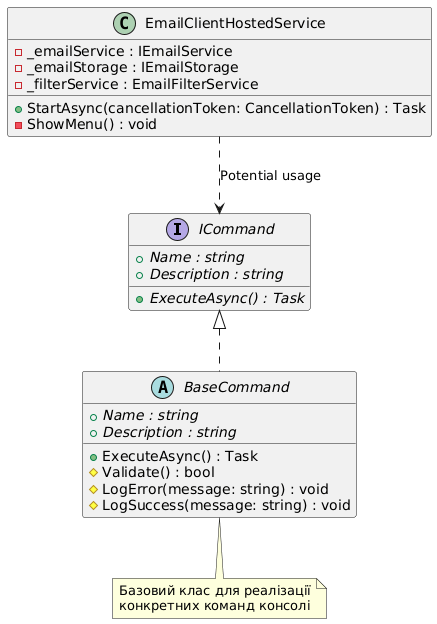 C EmailClientHostedService
_emailService : IEmailService
_emailStorage : IEmailStorage
_filterService : EmailFilterService
StartAsync(cancellationToken: CancellationToken) : Task
ShowMenu() : void
Potential usage
I ICommand
Name : string
Description : string
ExecuteAsync() : Task
A BaseCommand
Name : string
Description : string
ExecuteAsync() : Task
Validate() : bool
LogError(message: string) : void
LogSuccess(message: string) : void
Базовий клас для реалізації
конкретних команд консолі